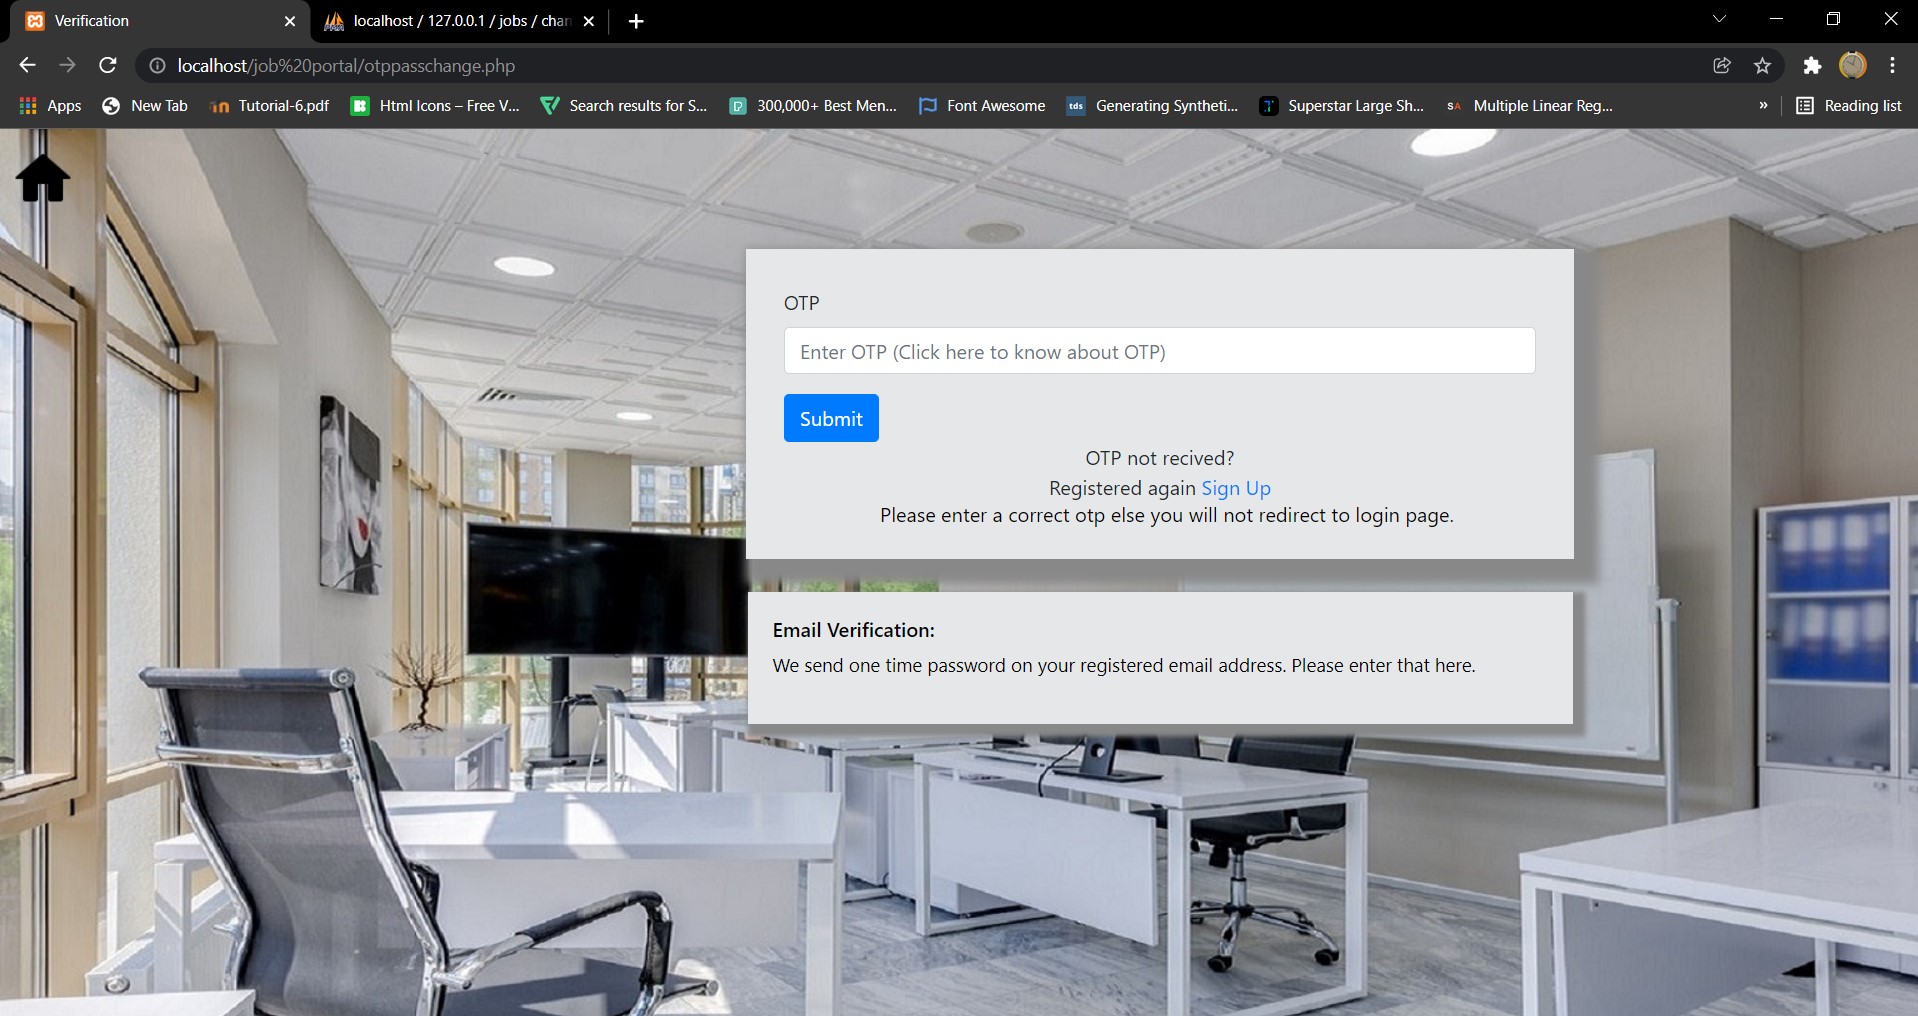 Verification
localhost / 127.0.0.1 / jobs / chan
localhost/job%20portal/otppasschange.php
Apps
New Tab
Tutorial-6.pdf
Html Icons – Free V...
Search results for S...
300,000+ Best Men...
Font Awesome
tds
Generating Syntheti...
Superstar Large Sh...
SA
Multiple Linear Reg...
»
Reading list
OTP
Enter OTP (Click here to know about OTP)
Submit
OTP not recived?
Registered again Sign Up
Please enter a correct otp else you will not redirect to login page.
Email Verification:
We send one time password on your registered email address. Please enter that here.